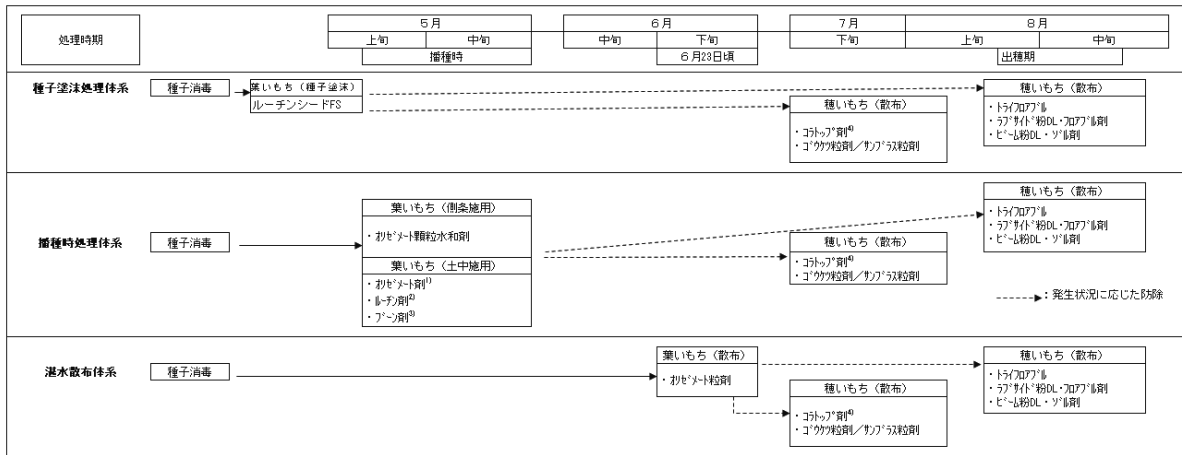 処理時期
5月
6月
7月
8月
上旬
中旬
中旬
下旬
下旬
上旬
中旬
播種時
6月23日頃
出穂期
種子塗沫処理体系
種子消毒
葉いもち（種子塗沫）
ルーチンシードFS
穂いもち（散布）
・コラトップ剤4)
・ゴウケツ粒剤／サンブラス粒剤
穂いもち（散布）
・トライフロアブル
・ラブサイド粉DL・フロアブル剤
・ビーム粉DL・ゾル剤
播種時処理体系
種子消毒
葉いもち（側条施用）
・オリゼメート顆粒水和剤
葉いもち（土中施用）
・オリゼメート剤1)
・ルーチン剤2)
・ブーン剤3)
穂いもち（散布）
・コラトップ剤4)
・ゴウケツ粒剤／サンブラス粒剤
穂いもち（散布）
・トライフロアブル
・ラブサイド粉DL・フロアブル剤
・ビーム粉DL・ゾル剤
：発生状況に応じた防除
湛水散布体系
種子消毒
葉いもち（散布）
・オリゼメート粒剤
穂いもち（散布）
・コラトップ剤4)
・ゴウケツ粒剤／サンブラス粒剤
穂いもち（散布）
・トライフロアブル
・ラブサイド粉DL・フロアブル剤
・ビーム粉DL・ゾル剤